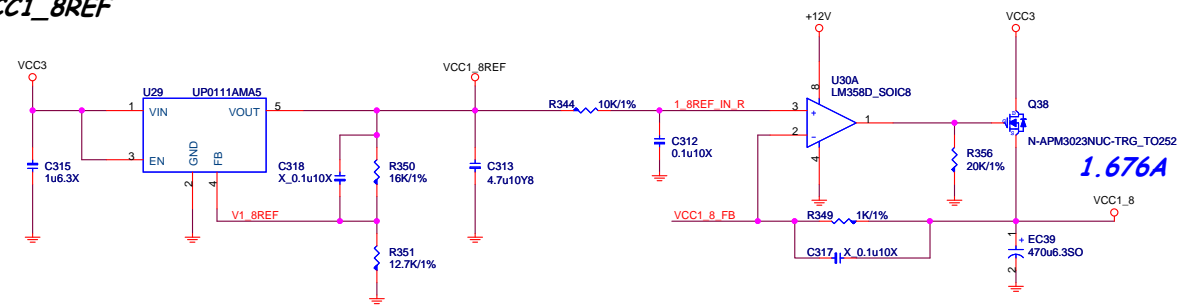 VCC1_8REF
+12V
VCC3
VCC3
VCC1_8REF
U29 UP0111AMA5
U30A
LM358D_SOIC8
Q38
1 VIN VOUT 5
R344 10K/1% 1_8REF_IN_R
8
3 +
1
2 -
3 EN
GND
FB
C315
1u6.3X
C318
X_0.1u10X
R350
16K/1%
C313
4.7u10Y8
C312
0.1u10X
4
R356
20K/1%
N-APM3023NUC-TRG_TO252
1.676A
2
4
V1_8REF
VCC1_8_FB
R349 1K/1%
VCC1_8
R351
12.7K/1%
C317 X_0.1u10X
1
+ EC39
470u6.3SO
2